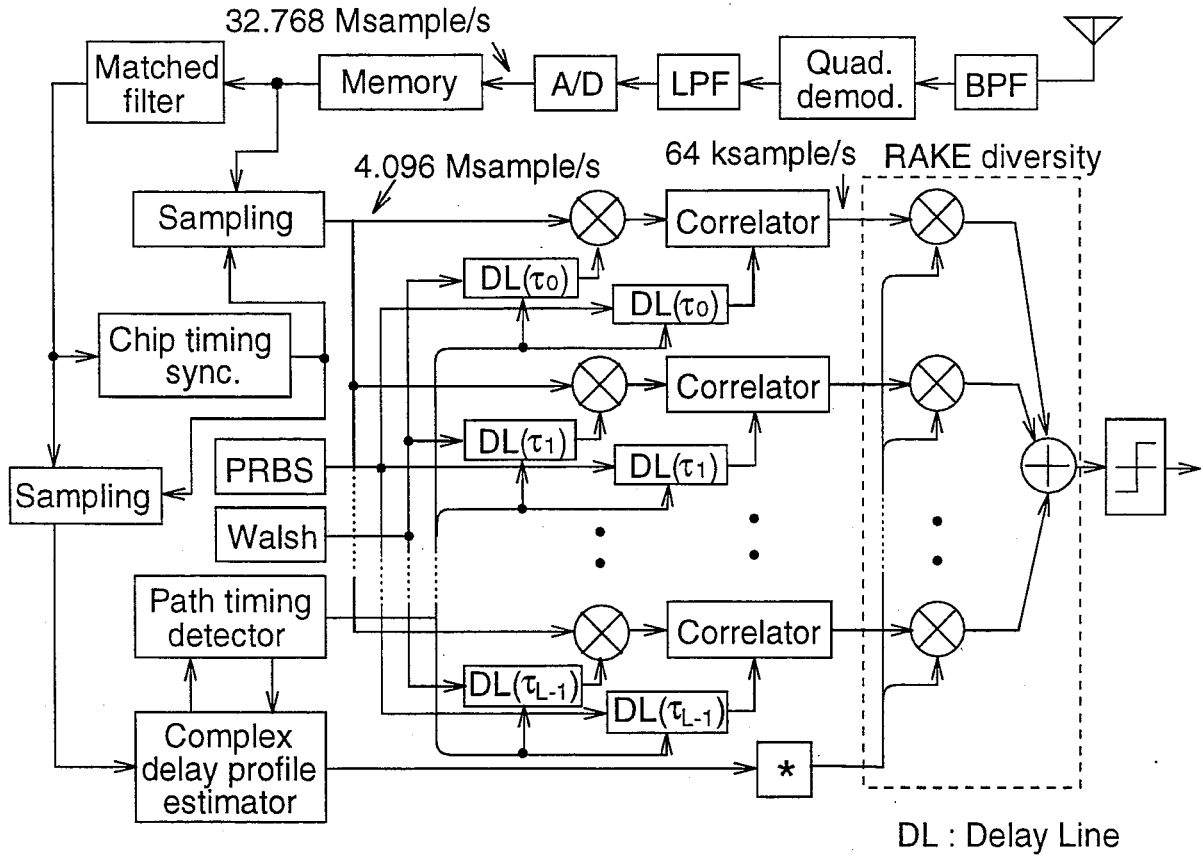 32.768 Msample/s
Matched
filter
Memory
A/D
LPF
Quad.
demod.
BPF
4.096 Msample/s
64 ksample/s
RAKE diversity
Sampling
Correlator
DL(τ0)
DL(τ0)
Chip timing
sync.
Correlator
DL(τ1)
DL(τ1)
PRBS
Sampling
Walsh
Path timing
detector
Correlator
DL(τL-1)
DL(τL-1)
Complex
delay profile
estimator
*
DL : Delay Line